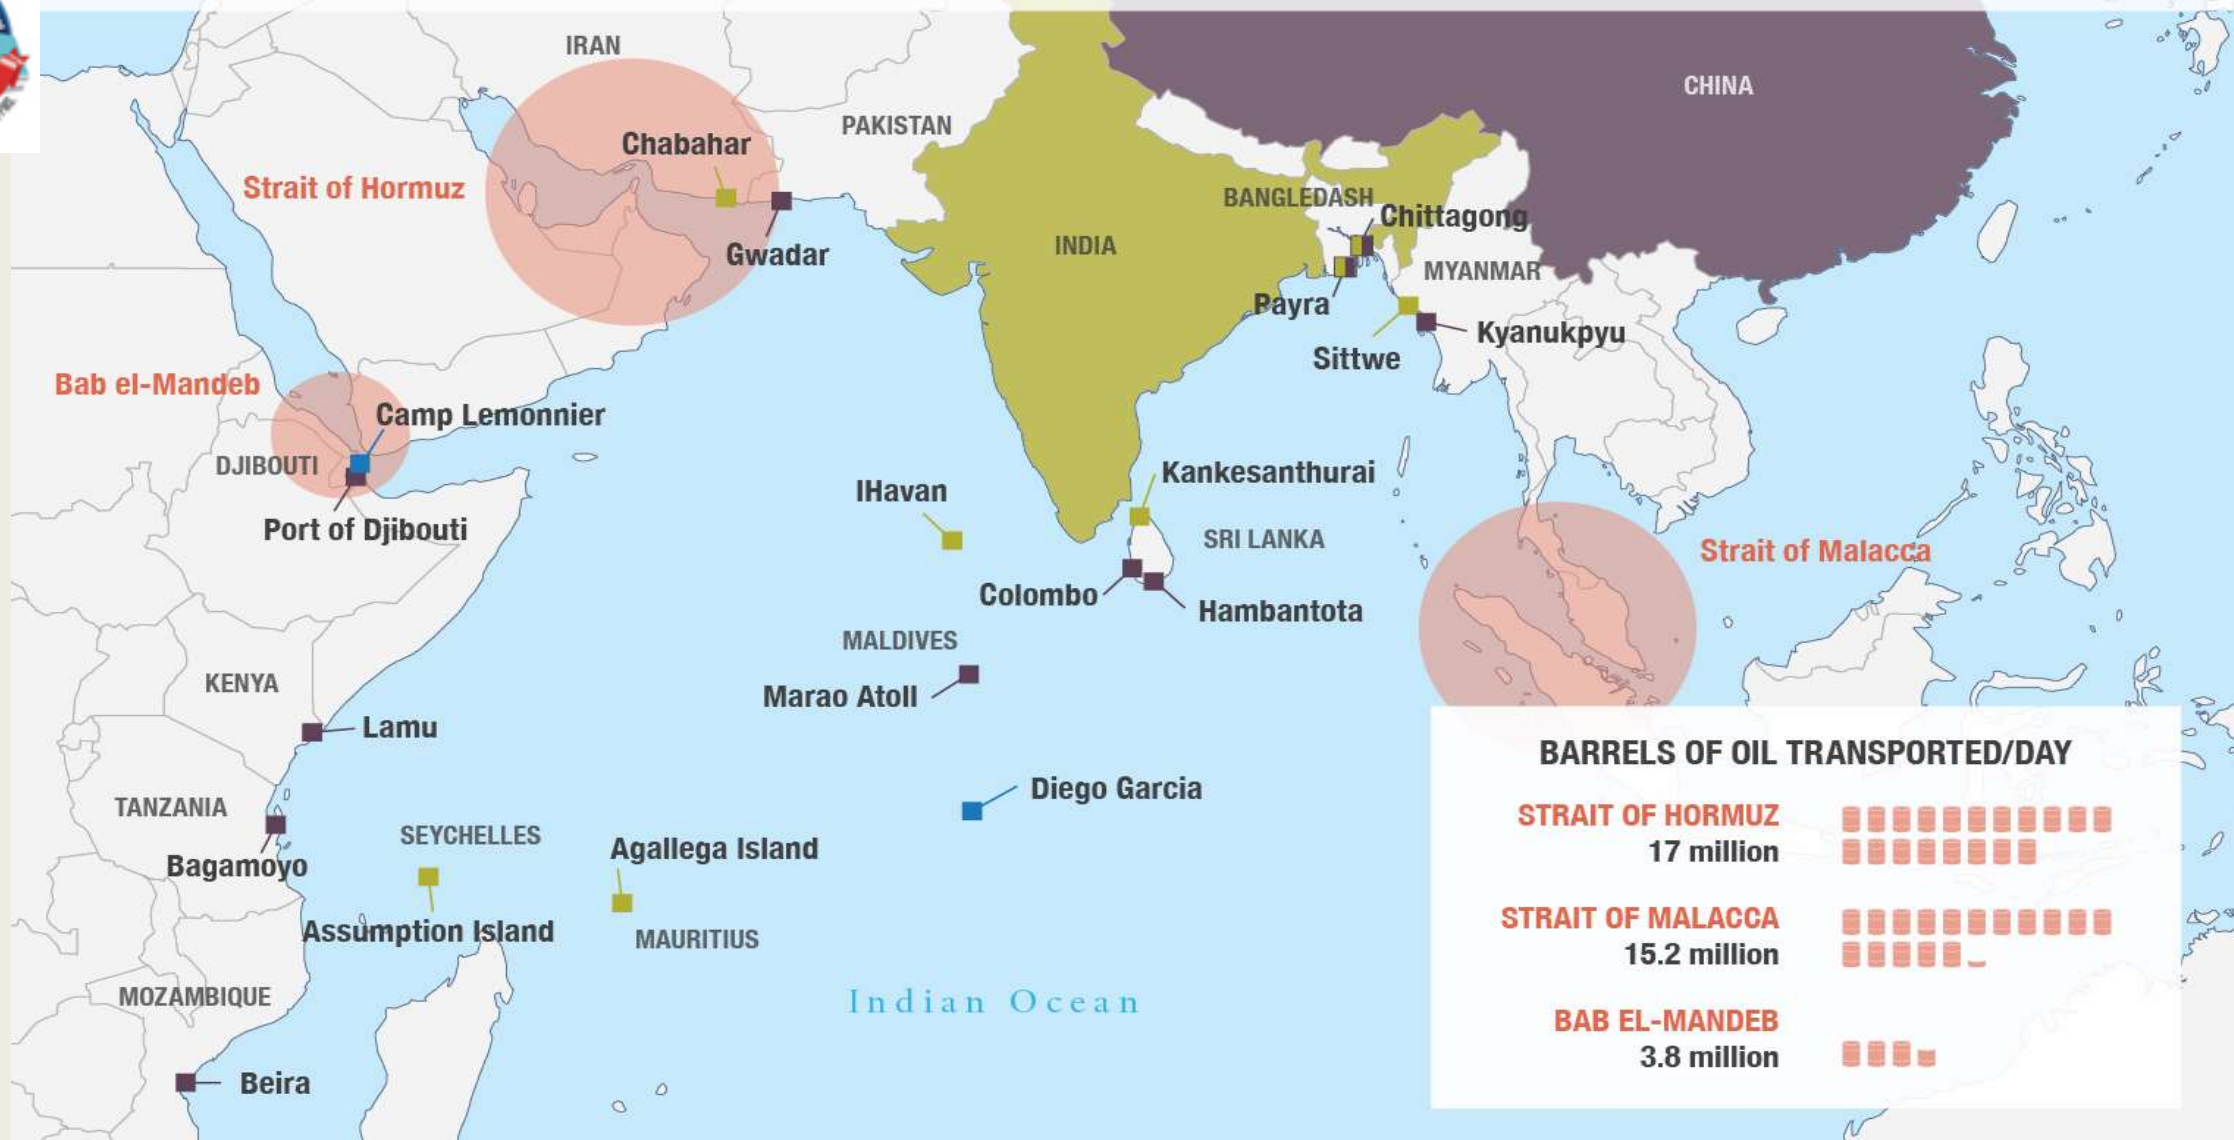 IRAN
CHINA
PAKISTAN
Chabahar
Strait of Hormuz
BANGLEDASH
Chittagong
Gwadar
INDIA
MYANMAR
Payra
Kyanukpyu
Sittwe
Bab el-Mandeb
Camp Lemonnier
DJIBOUTI
Kankesanthurai
IHavan
Port of Djibouti
SRI LANKA
Strait of Malacca
Colombo
Hambantota
MALDIVES
KENYA
Marao Atoll
Lamu
Diego Garcia
TANZANIA
SEYCHELLES
Agallega Island
Bagamoyo
Assumption Island
MAURITIUS
MOZAMBIQUE
Indian Ocean
Beira
BARRELS OF OIL TRANSPORTED/DAY
STRAIT OF HORMUZ
17 million
STRAIT OF MALACCA
15.2 million
BAB EL-MANDEB
3.8 million